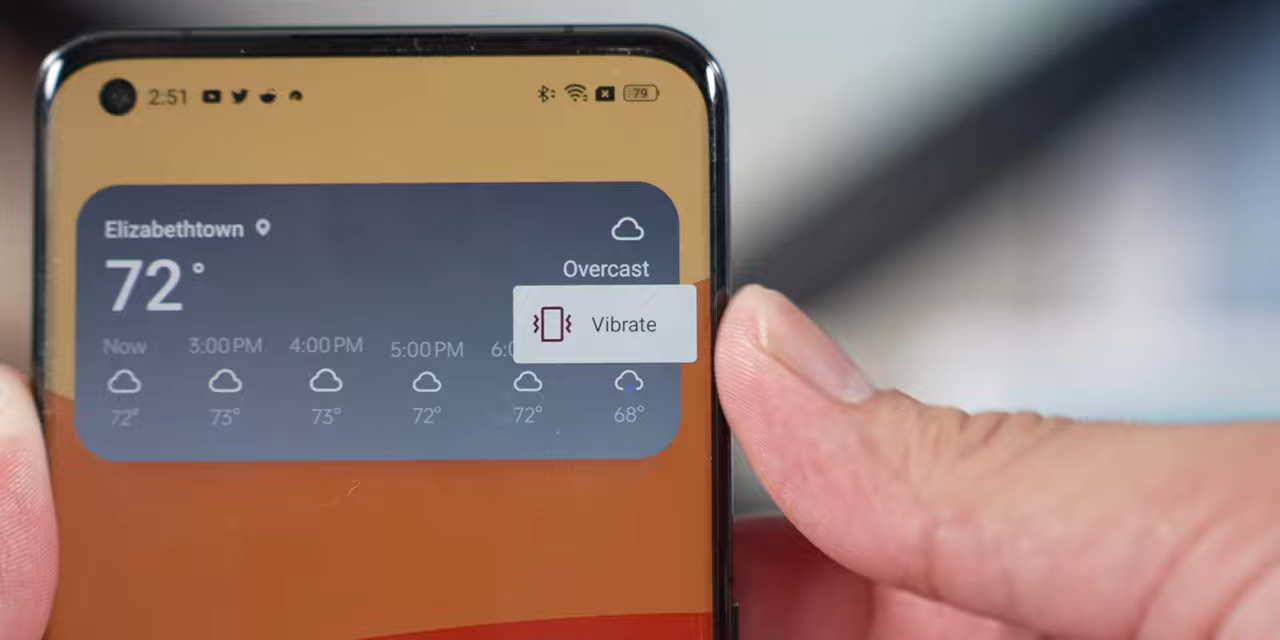 2:51 79
Elizabethtown
72°
Overcast
Vibrate
Now 3:00 PM 4:00 PM 5:00 PM 6:0
72° 73° 73° 72° 72° 68°